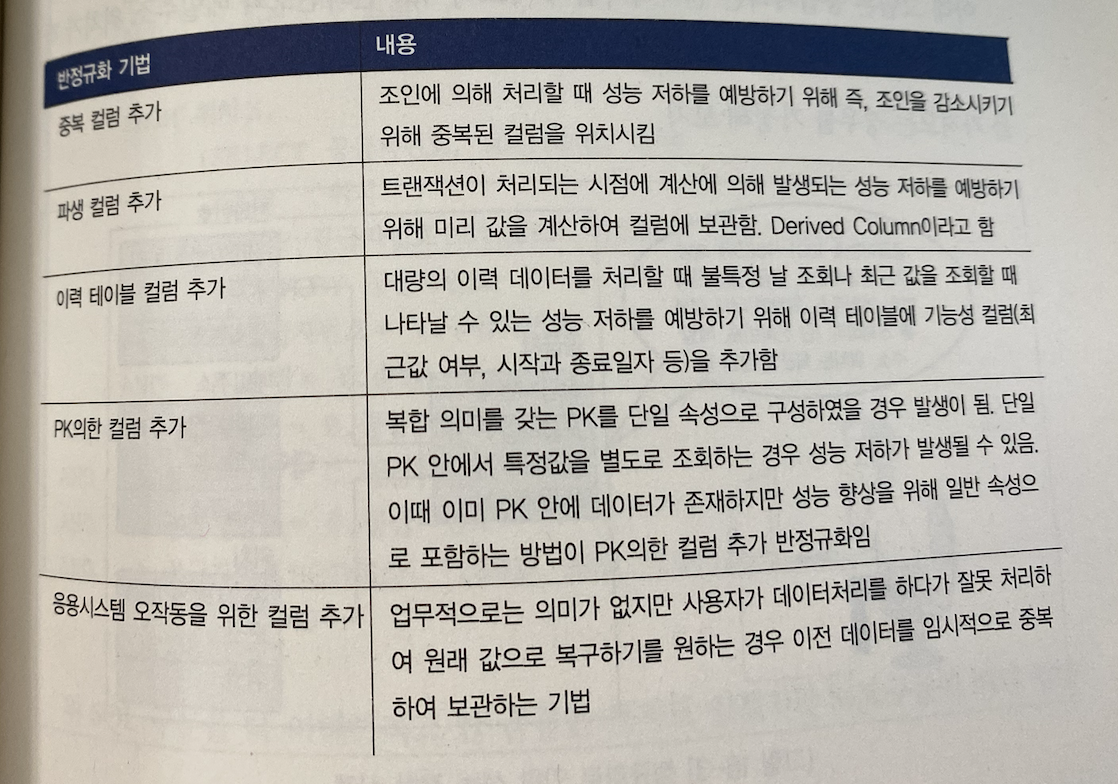 반정규화 기법
내용
중복 컬럼 추가
조인에 의해 처리할 때 성능 저하를 예방하기 위해 즉, 조인을 감소시키기
위해 중복된 컬럼을 위치시킴
파생 컬럼 추가
트랜잭션이 처리되는 시점에 계산에 의해 발생되는 성능 저하를 예방하기
위해 미리 값을 계산하여 컬럼에 보관함. Derived Column이라고 함
이력 테이블 컬럼 추가
대량의 이력 데이터를 처리할 때 불특정 날 조회나 최근 값을 조회할 때
나타날 수 있는 성능 저하를 예방하기 위해 이력 테이블에 기능성 컬럼(최
근값 여부, 시작과 종료일자 등)을 추가함
PK의한 컬럼 추가
복합 의미를 갖는 PK를 단일 속성으로 구성하였을 경우 발생이 됨. 단일
PK 안에서 특정값을 별도로 조회하는 경우 성능 저하가 발생될 수 있음.
이때 이미 PK 안에 데이터가 존재하지만 성능 향상을 위해 일반 속성으
로 포함하는 방법이 PK의한 컬럼 추가 반정규화임
응용시스템 오작동을 위한 컬럼 추가
업무적으로는 의미가 없지만 사용자가 데이터처리를 하다가 잘못 처리하
여 원래 값으로 복구하기를 원하는 경우 이전 데이터를 임시적으로 중복
하여 보관하는 기법